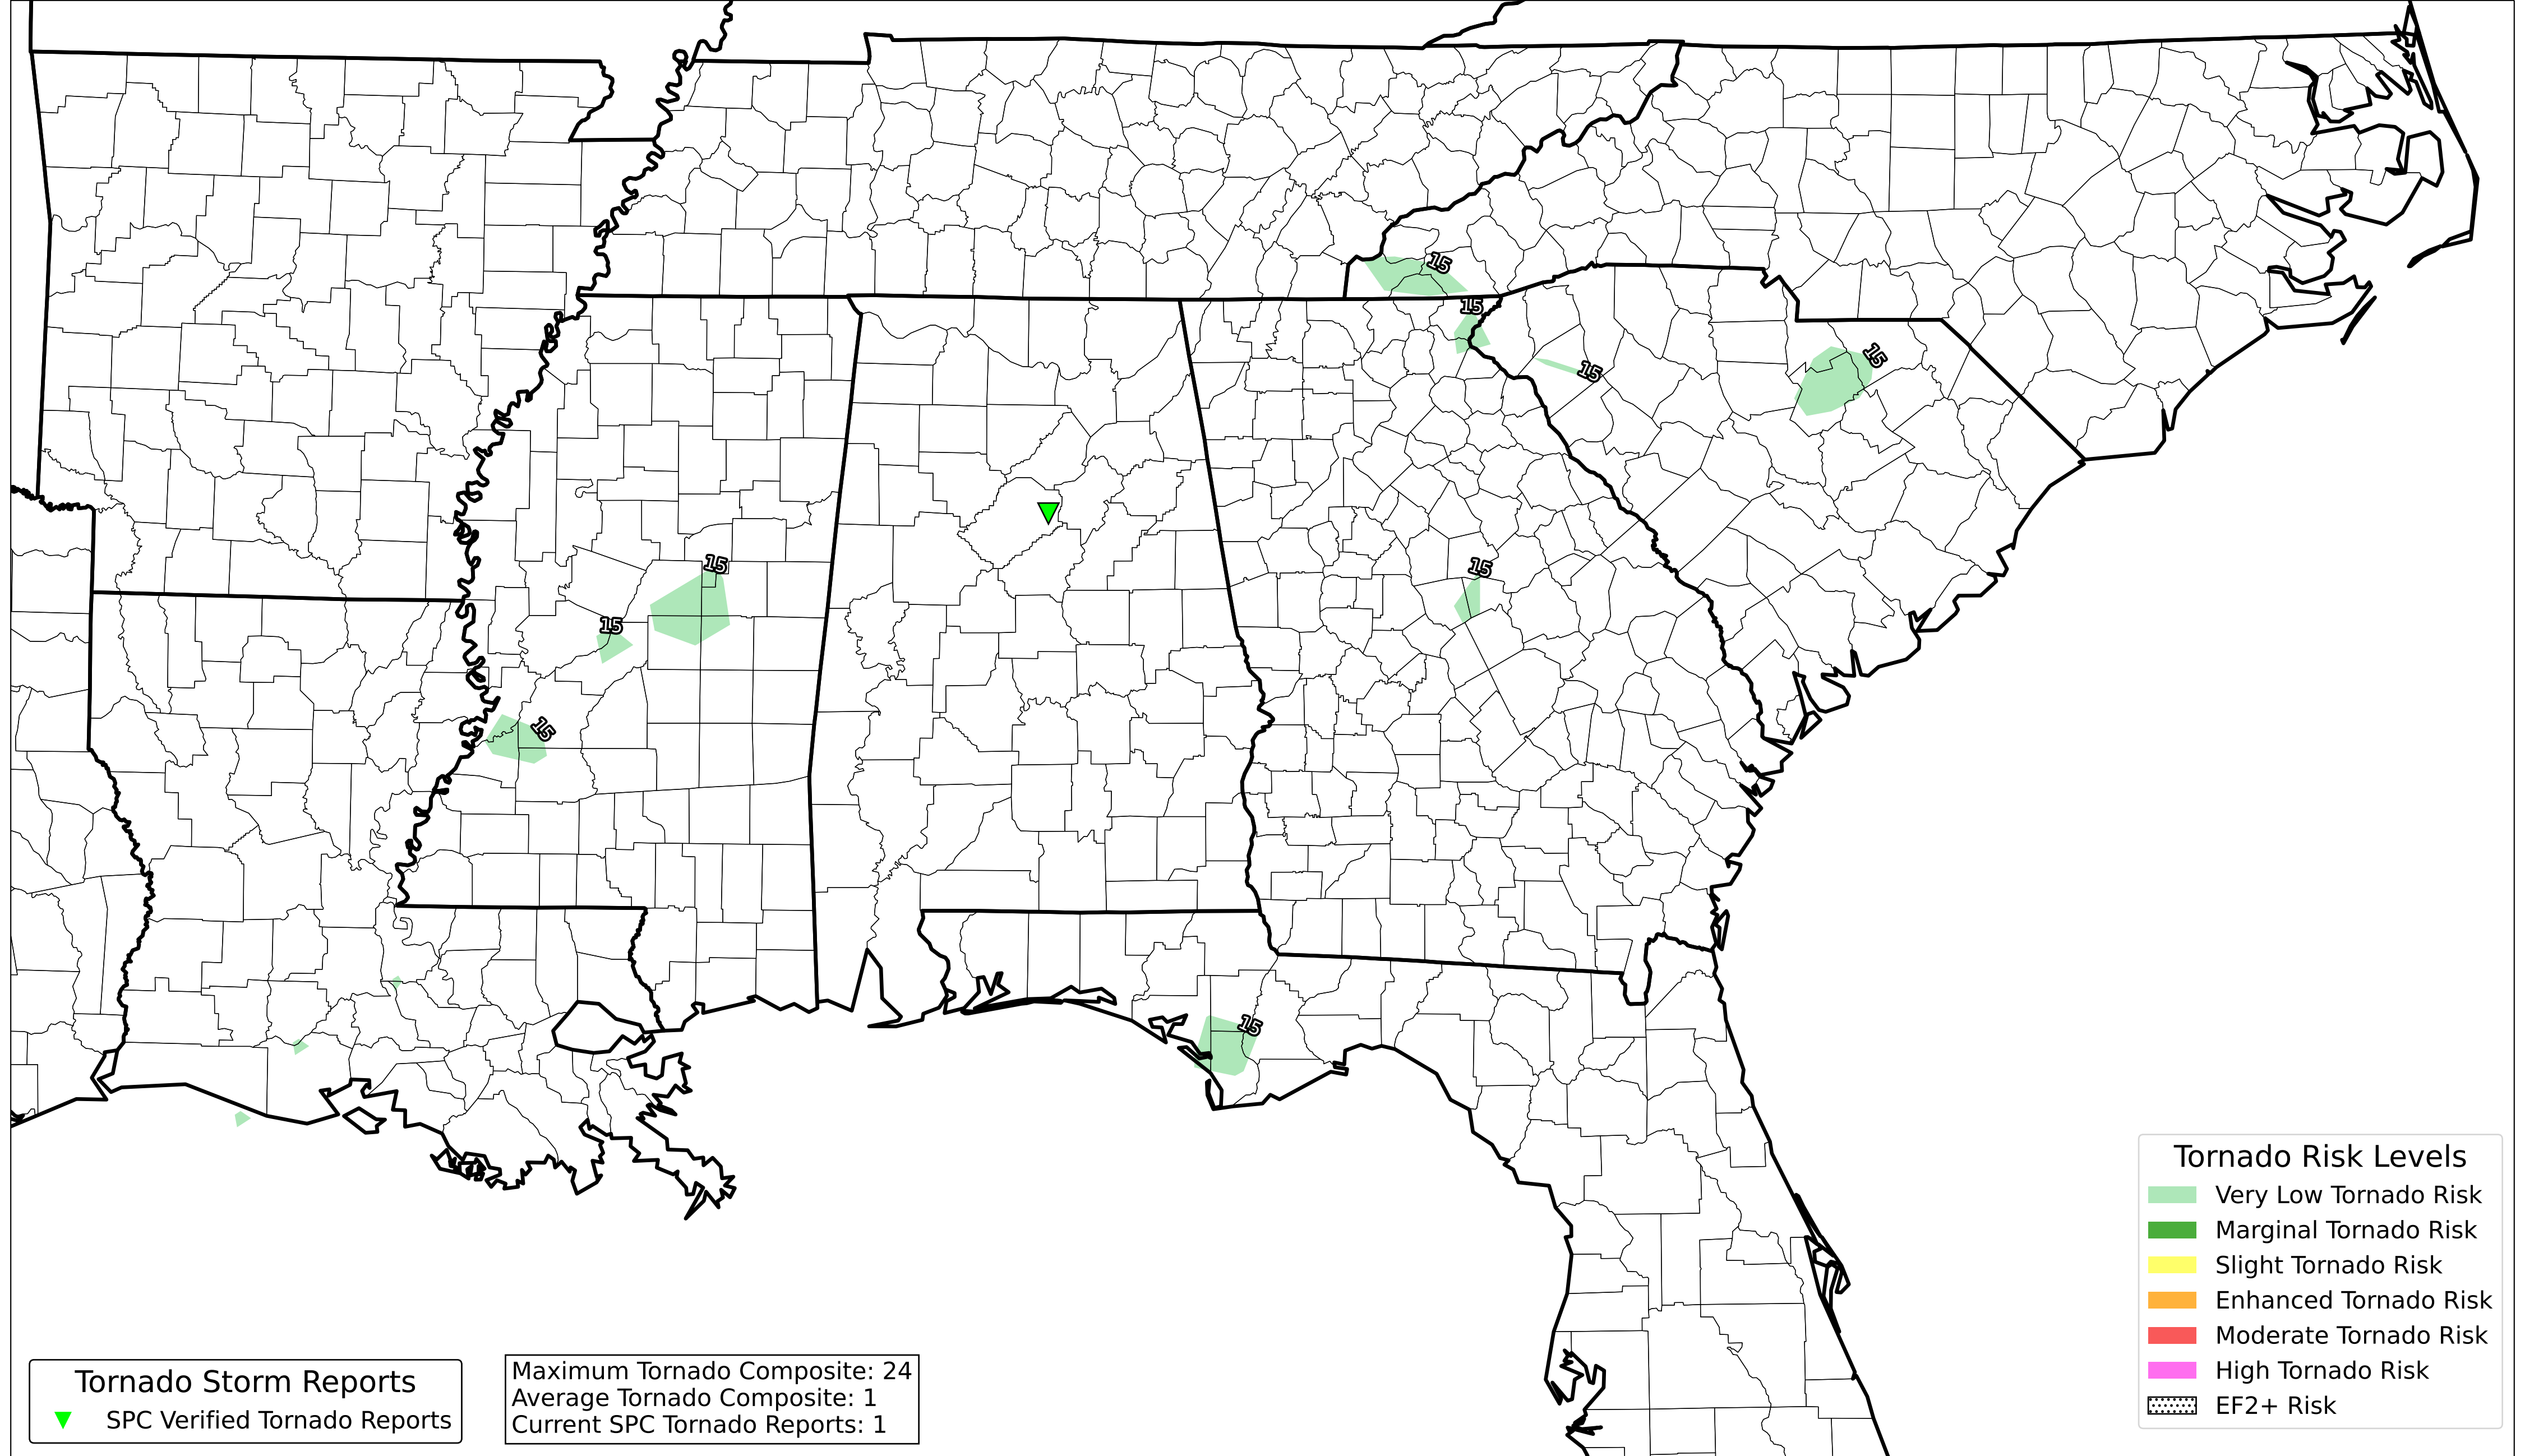 15
15
15
15
15
15
15
15
15
Tornado Risk Levels
Very Low Tornado Risk
Marginal Tornado Risk
Slight Tornado Risk
Enhanced Tornado Risk
Moderate Tornado Risk
High Tornado Risk
EF2+ Risk
Tornado Storm Reports
SPC Verified Tornado Reports
Maximum Tornado Composite: 24
Average Tornado Composite: 1
Current SPC Tornado Reports: 1